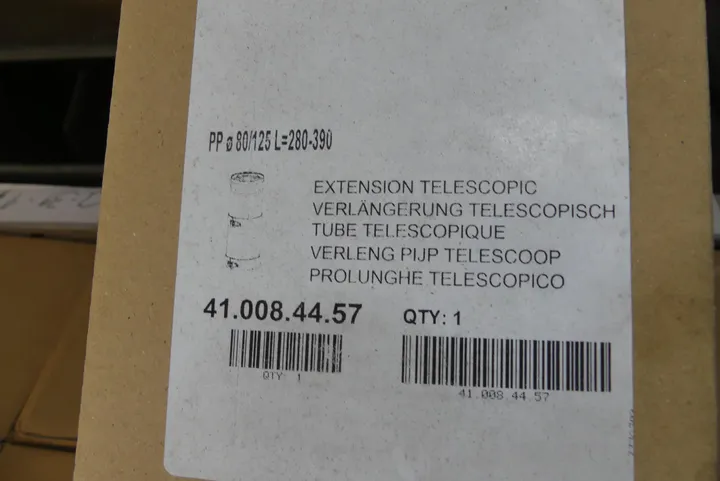 PP ø 80/125 L=280-390
EXTENSION TELESCOPIC
VERLÄNGERUNG TELESCOPISCH
TUBE TELESCOPIQUE
VERLENG PIJP TELESCOOP
PROLUNGHE TELESCOPICO
41.008.44.57 QTY: 1
QTY: 1
41.008.44.57